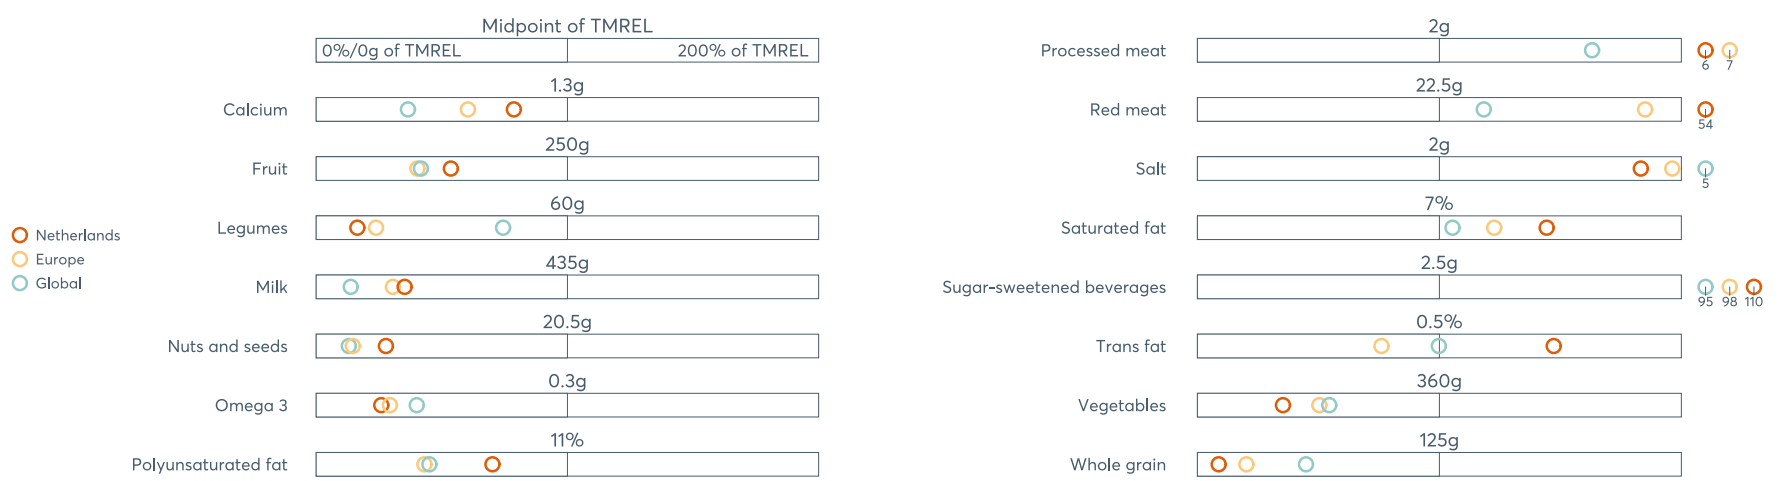 Netherlands
Europe
Global
Midpoint of TMREL
0%/0g of TMREL 200% of TMREL
1.3g
Calcium
250g
Fruit
60g
Legumes
435g
Milk
20.5g
Nuts and seeds
0.3g
Omega 3
11%
Polyunsaturated fat
2g
Processed meat
6 7
22.5g
Red meat
54
2g
Salt
5
7%
Saturated fat
2.5g
Sugar-sweetened beverages
95 98 110
0.5%
Trans fat
360g
Vegetables
125g
Whole grain